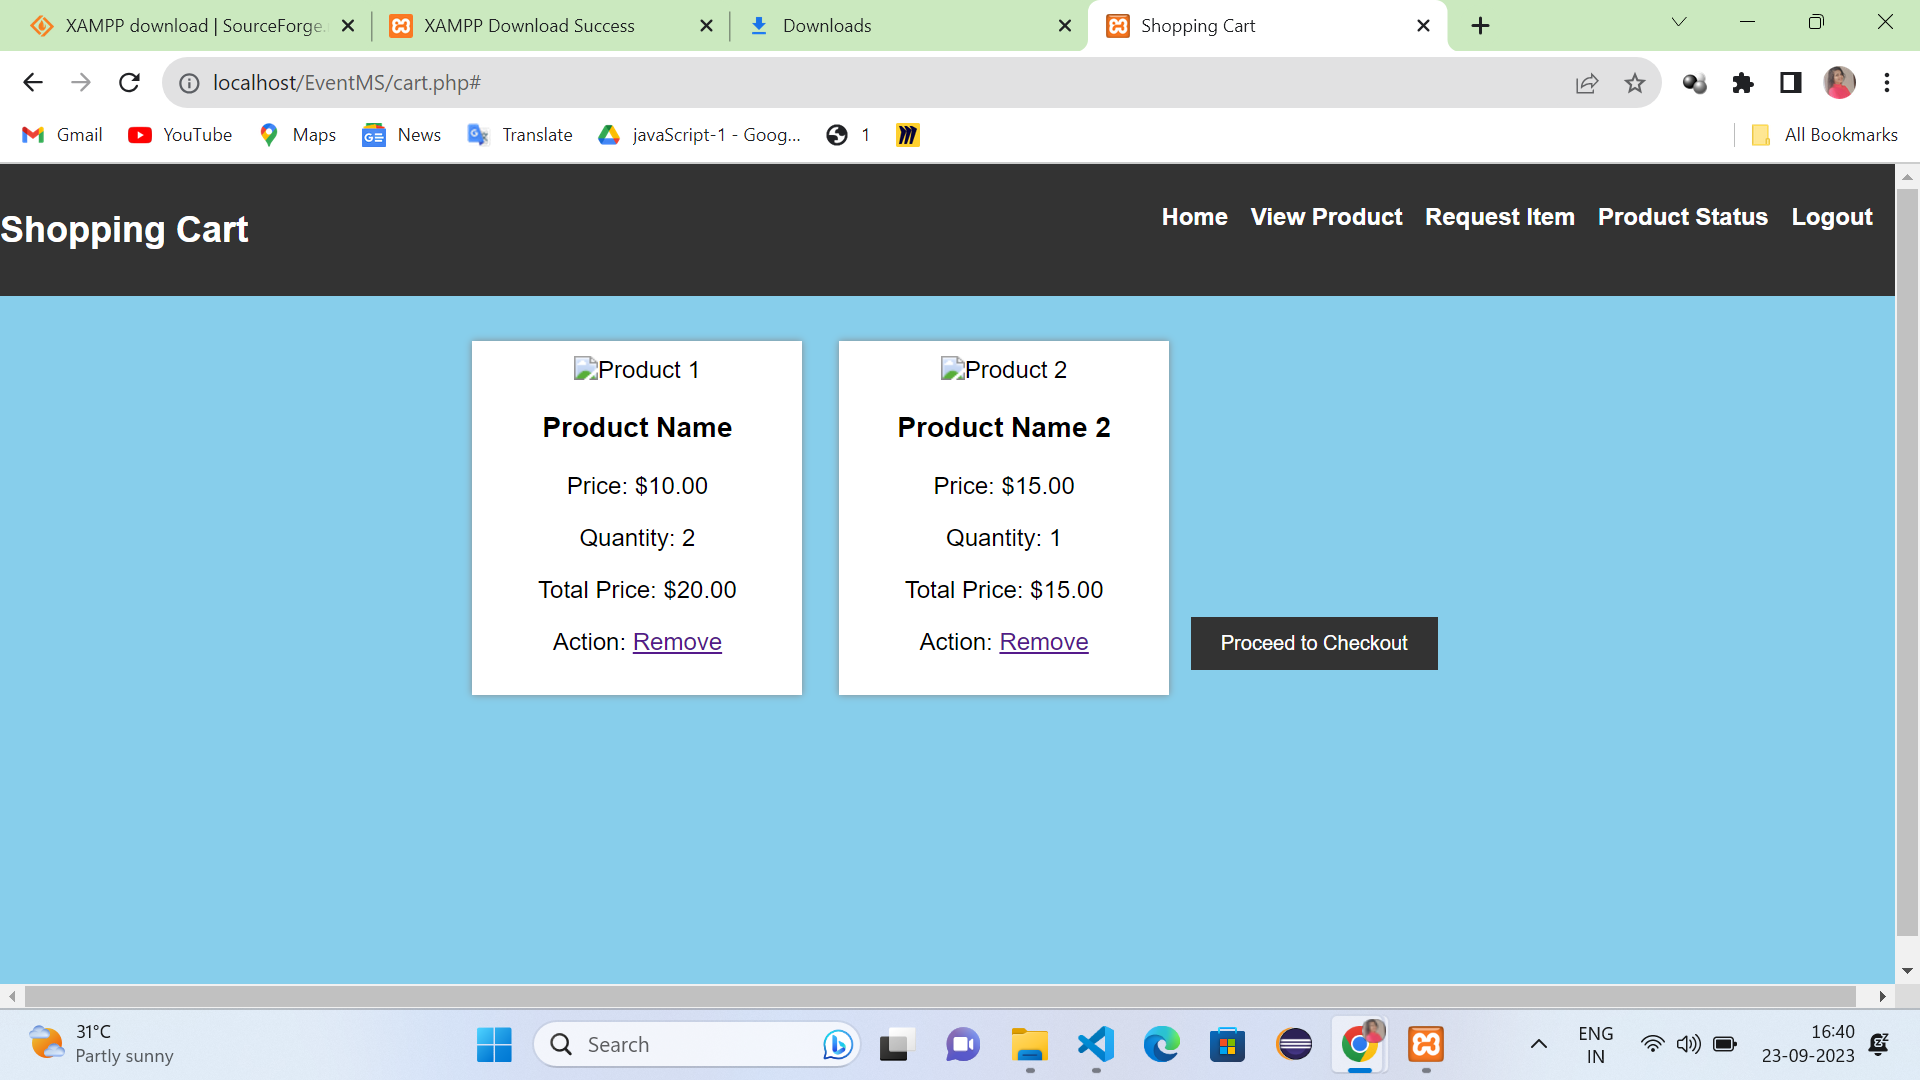 XAMPP download | SourceForge.
XAMPP Download Success
Downloads
Shopping Cart
localhost/EventMS/cart.php#
Gmail
YouTube
Maps
News
Translate
javaScript-1 - Goog...
1
All Bookmarks
Shopping Cart
Home View Product Request Item Product Status Logout
Product 1
Product Name
Price: $10.00
Quantity: 2
Total Price: $20.00
Action: Remove
Product 2
Product Name 2
Price: $15.00
Quantity: 1
Total Price: $15.00
Action: Remove
Proceed to Checkout
31°C
Partly sunny
Search
ENG
IN
16:40
23-09-2023